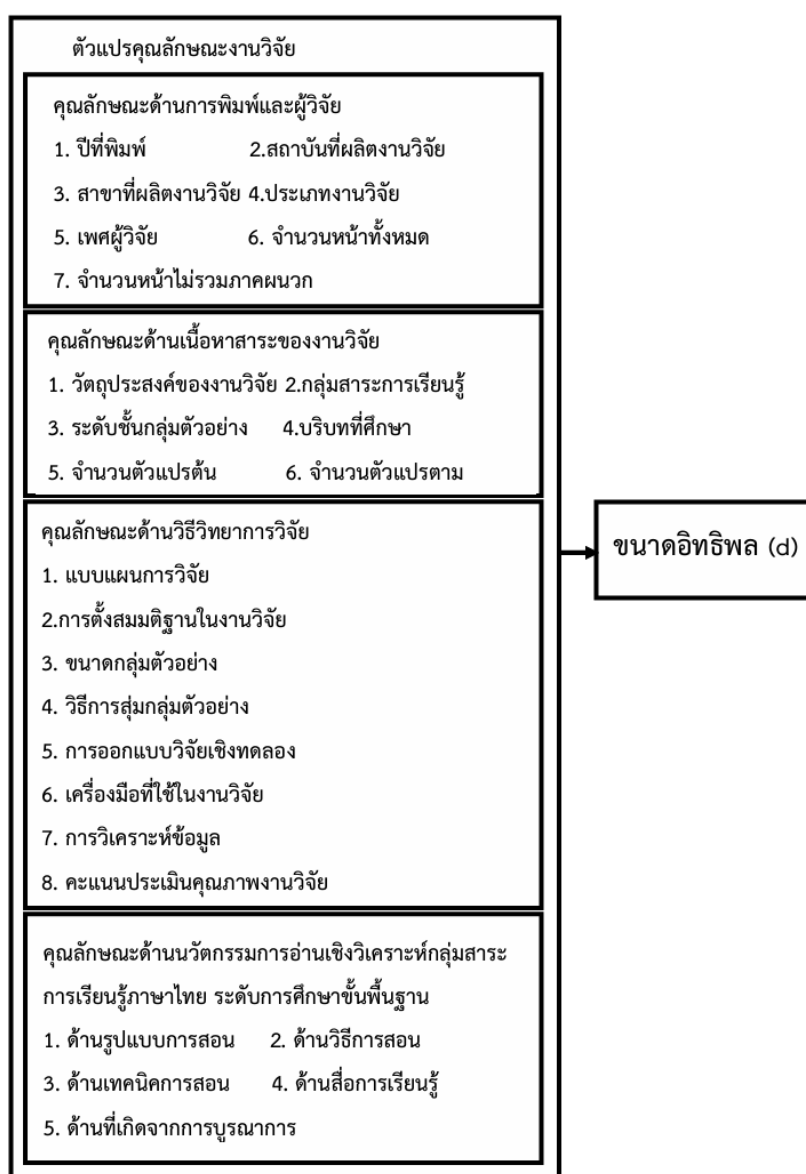 ตัวแปรคุณลักษณะงานวิจัย
คุณลักษณะด้านการพิมพ์และผู้วิจัย
1. ปีที่พิมพ์ 2.สถาบันที่ผลิตงานวิจัย
3. สาขาที่ผลิตงานวิจัย 4.ประเภทงานวิจัย
5. เพศผู้วิจัย 6. จำนวนหน้าทั้งหมด
7. จำนวนหน้าไม่รวมภาคผนวก
คุณลักษณะด้านเนื้อหาสาระของงานวิจัย
1. วัตถุประสงค์ของงานวิจัย 2.กลุ่มสาระการเรียนรู้
3. ระดับชั้นกลุ่มตัวอย่าง 4.บริบทที่ศึกษา
5. จำนวนตัวแปรต้น 6. จำนวนตัวแปรตาม
คุณลักษณะด้านวิธีวิทยาการวิจัย
1. แบบแผนการวิจัย
2.การตั้งสมมติฐานในงานวิจัย
3. ขนาดกลุ่มตัวอย่าง
4. วิธีการสุ่มกลุ่มตัวอย่าง
5. การออกแบบวิจัยเชิงทดลอง
6. เครื่องมือที่ใช้ในงานวิจัย
7. การวิเคราะห์ข้อมูล
8. คะแนนประเมินคุณภาพงานวิจัย
คุณลักษณะด้านนวัตกรรมการอ่านเชิงวิเคราะห์กลุ่มสาระ
การเรียนรู้ภาษาไทย ระดับการศึกษาขั้นพื้นฐาน
1. ด้านรูปแบบการสอน 2. ด้านวิธีการสอน
3. ด้านเทคนิคการสอน 4. ด้านสื่อการเรียนรู้
5. ด้านที่เกิดจากการบูรณาการ
ขนาดอิทธิพล (d)